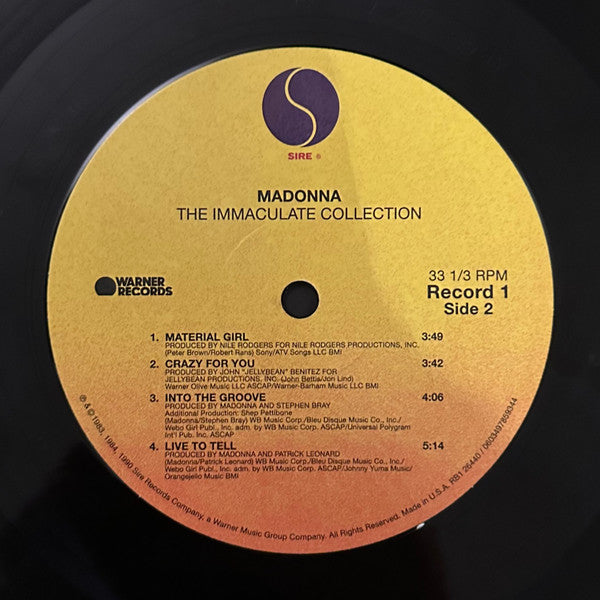 SIRE ®
MADONNA
THE IMMACULATE COLLECTION
WARNER
RECORDS
33 1/3 RPM
Record 1
Side 2
1. MATERIAL GIRL 3:49
PRODUCED BY NILE RODGERS FOR NILE RODGERS PRODUCTIONS, INC.
(Peter Brown/Robert Rans) Sony/ATV Songs LLC BMI
2. CRAZY FOR YOU 3:42
PRODUCED BY JOHN "JELLYBEAN" BENITEZ FOR
JELLYBEAN PRODUCTIONS, INC. (John Bettis/Jon Lind)
Warner Olive Music LLC ASCAP/Warner-Barham Music LLC BMI
3. INTO THE GROOVE 4:06
PRODUCED BY MADONNA AND STEPHEN BRAY
Additional Production: Shep Pettibone
(Madonna/Stephen Bray) WB Music Corp./Bleu Disque Music Co., Inc./
Webo Girl Publ., Inc. adm. by WB Music Corp. ASCAP/Universal Polygram
Int'l Pub. Inc. ASCAP
4. LIVE TO TELL 5:14
PRODUCED BY MADONNA AND PATRICK LEONARD
(Madonna/Patrick Leonard) WB Music Corp./Bleu Disque Music Co., Inc./
Webo Girl Publ., Inc. adm. by WB Music Corp. ASCAP/Johnny Yuma Music/
Orangejello Music BMI
℗ & © 1983, 1984, 1990 Sire Records Company, a Warner Music Group Company. All Rights Reserved. Made in U.S.A. RS1 26440 / 0603497859344